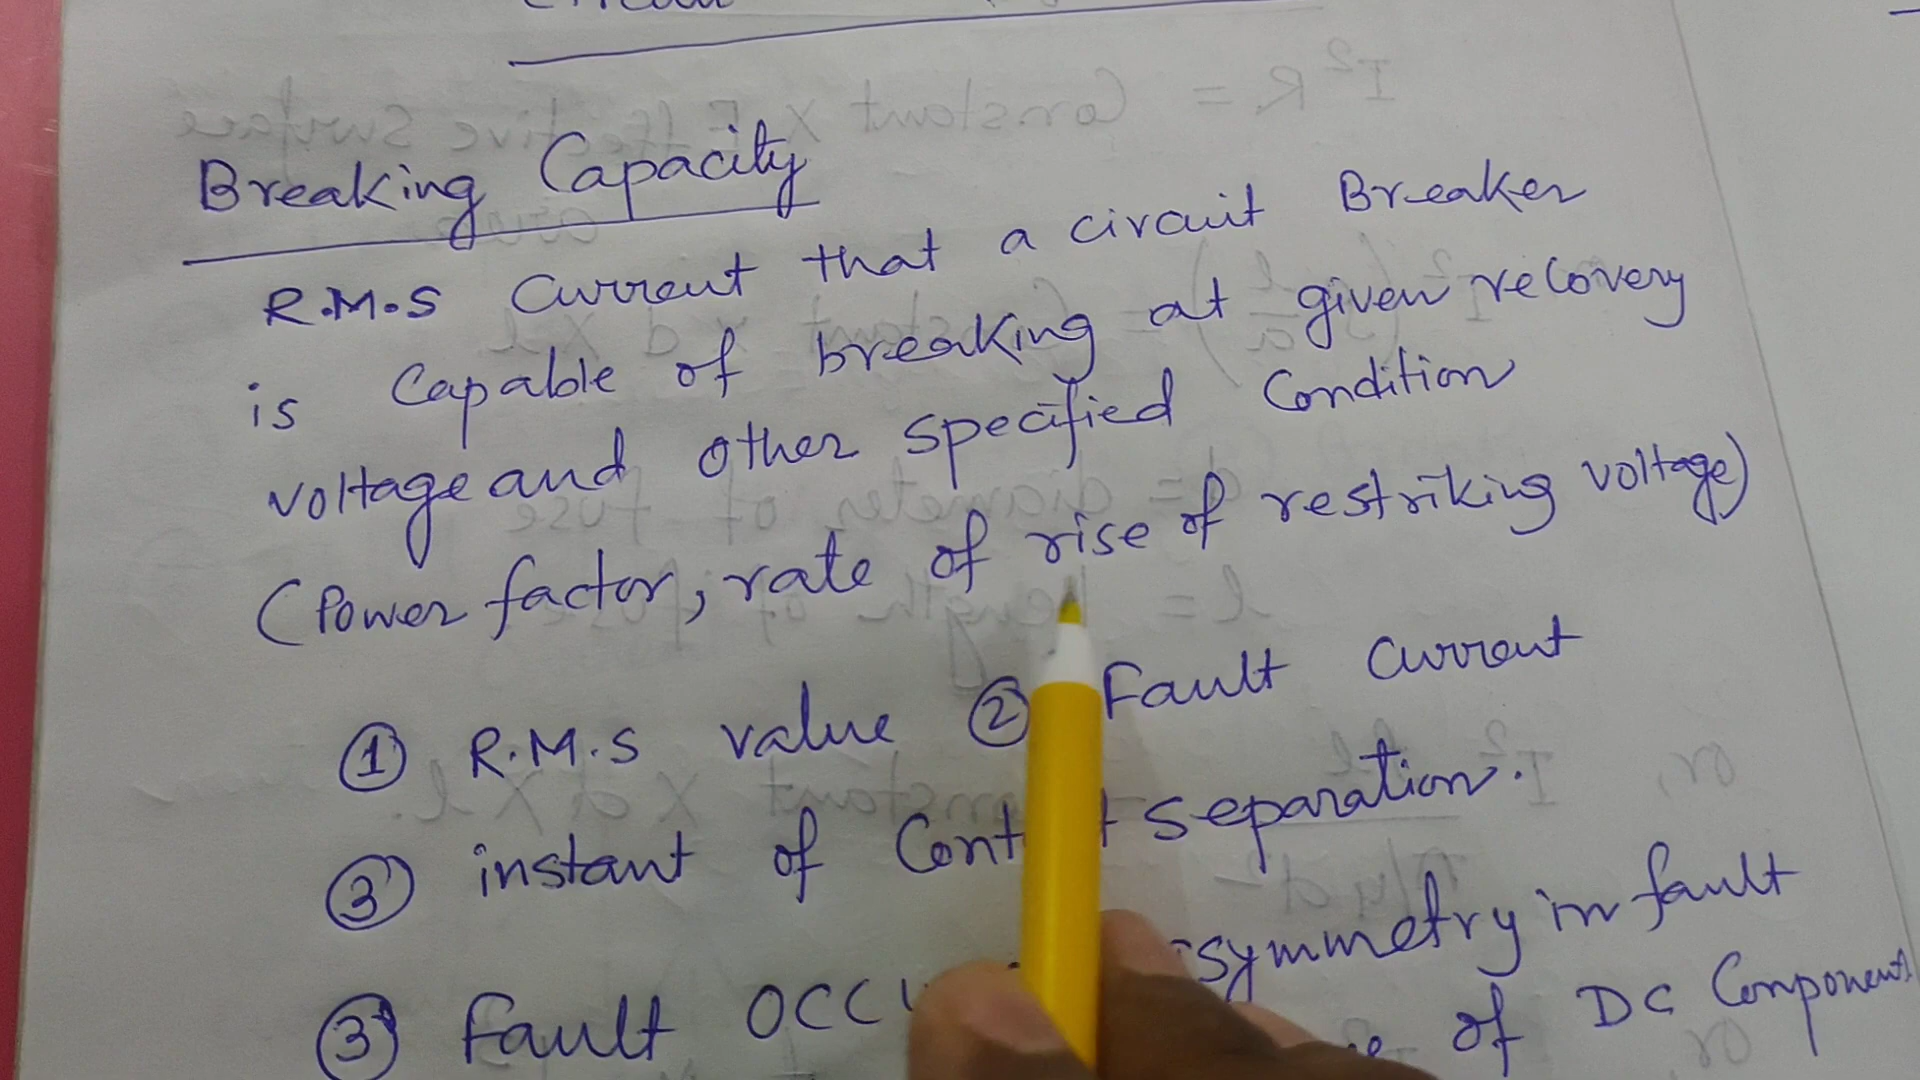 Breaking Capacity
R.M.S Current that a circuit Breaker
is Capable of breaking at given recovery
voltage and other specified Condition
(Power factor, rate of rise of restriking voltage)
① R.M.S value ② Fault Current
③ instant of separation.
③ fault in fault
of DC Component